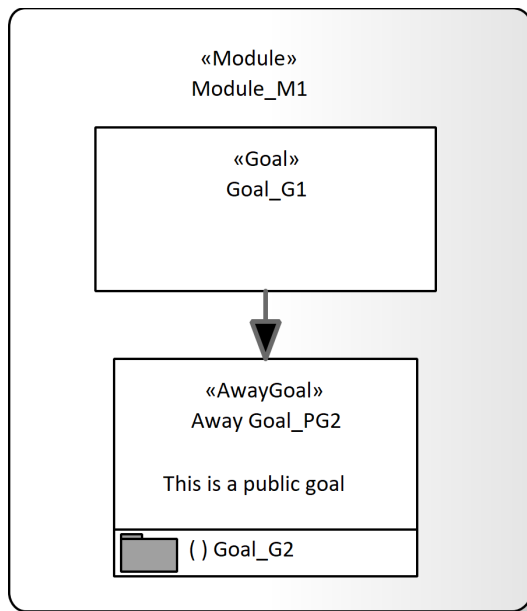 «Module»
Module_M1
«Goal»
Goal_G1
«AwayGoal»
Away Goal_PG2
This is a public goal
( ) Goal_G2